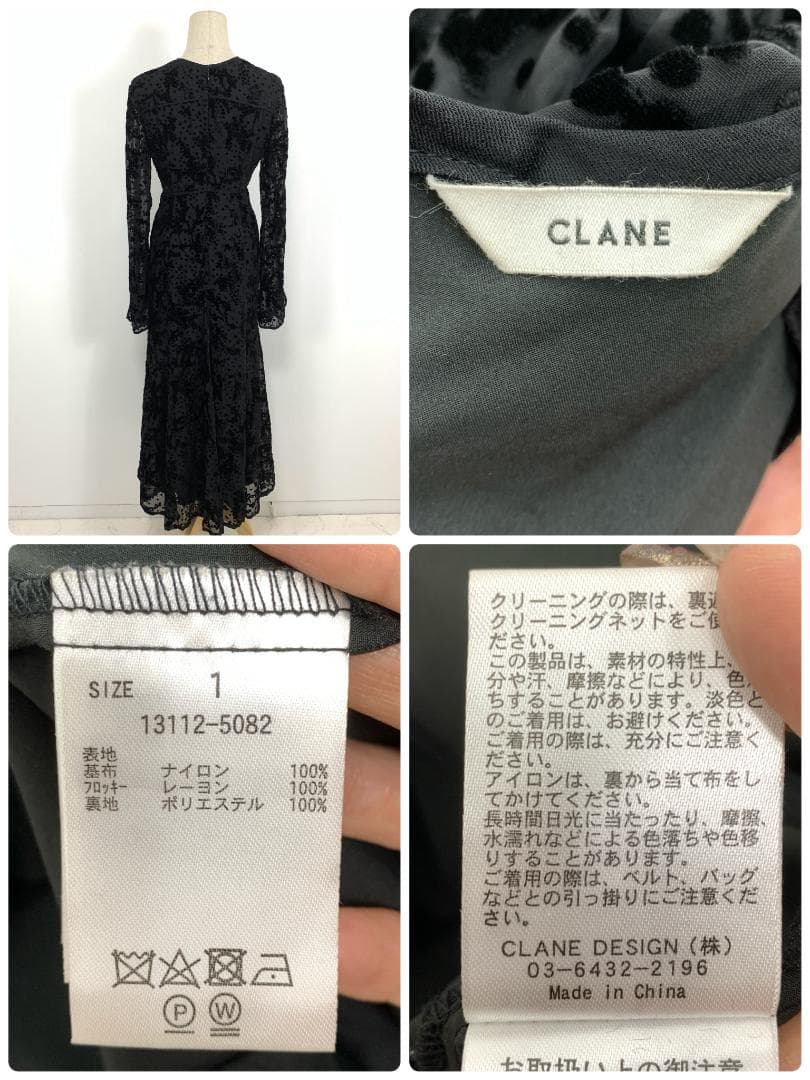 CLANE
SIZE 1
13112-5082
表地
基布 ナイロン 100%
フロッキー レーヨン 100%
裏地 ポリエステル 100%
P W
クリーニングの際は、裏返
クリーニングネットをご使
ださい。
この製品は、素材の特性上、
分や汗、摩擦などにより、色
ちすることがあります。淡色と
のご着用は、お避けください。
ご着用の際は、充分にご注意く
ださい。
アイロンは、裏から当て布をし
てかけてください。
長時間日光に当たったり、摩擦、
水濡れなどによる色落ちや色移
りすることがあります。
ご着用の際は、ベルト、バッグ
などとの引っ掛りにご注意くだ
さい。
CLANE DESIGN (株)
03-6432-2196
Made in China
お取扱い上の御注意